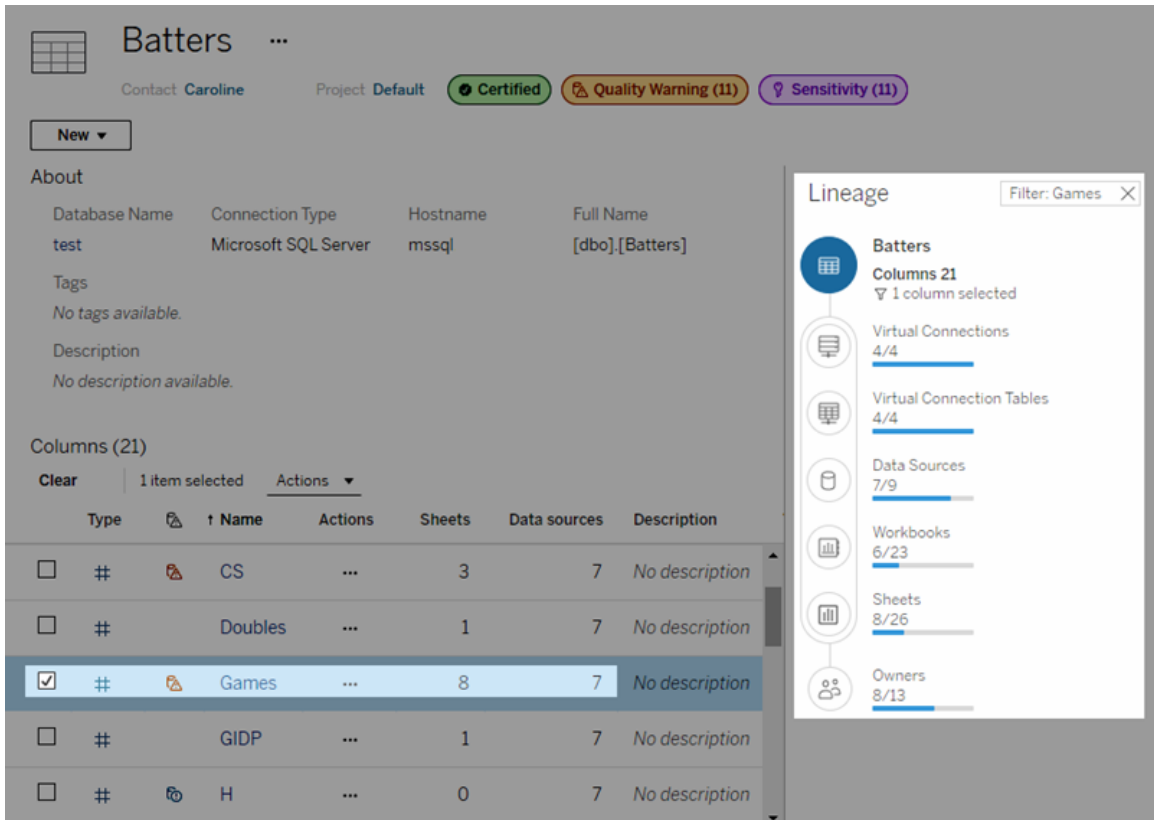 Batters ...
Contact Caroline Project Default Certified Quality Warning (11) Sensitivity (11)
New
About
Database Name Connection Type Hostname Full Name
test Microsoft SQL Server mssql [dbo].[Batters]
Tags
No tags available.
Description
No description available.
Columns (21)
Clear 1 item selected Actions
Type ↑ Name Actions Sheets Data sources Description
# CS ... 3 7 No description
# Doubles ... 1 7 No description
# Games ... 8 7 No description
# GIDP ... 1 7 No description
# H ... 0 7 No description
Lineage Filter: Games
Batters
Columns 21
1 column selected
Virtual Connections
4/4
Virtual Connection Tables
4/4
Data Sources
7/9
Workbooks
6/23
Sheets
8/26
Owners
8/13